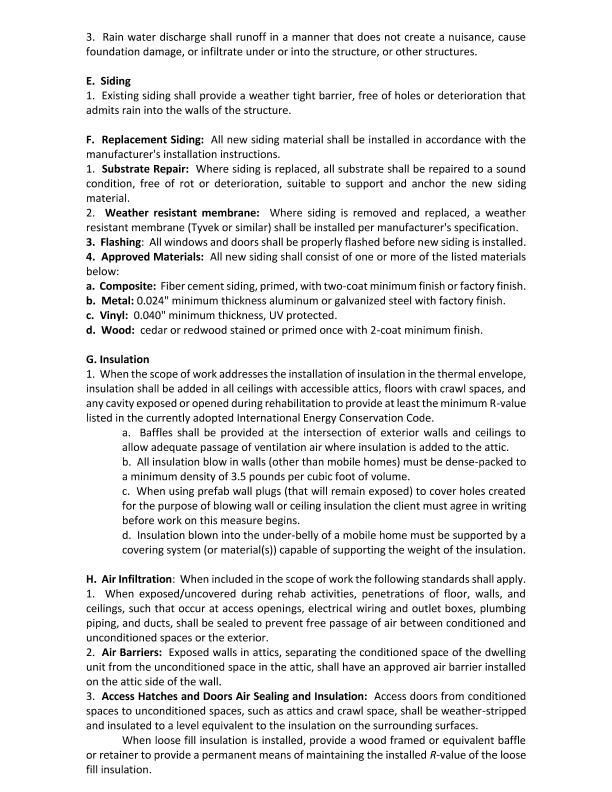 3.  Rain water discharge shall runoff in a manner that does not create a nuisance, cause
foundation damage, or infiltrate under or into the structure, or other structures.
E.  Siding
1.  Existing siding shall provide a weather tight barrier, free of holes or deterioration that
admits rain into the walls of the structure.
F.  Replacement Siding:  All new siding material shall be installed in accordance with the
manufacturer's installation instructions.
1.  Substrate Repair:  Where siding is replaced, all substrate shall be repaired to a sound
condition, free of rot or deterioration, suitable to support and anchor the new siding
material.
2.  Weather resistant membrane:  Where siding is removed and replaced, a weather
resistant membrane (Tyvek or similar) shall be installed per manufacturer's specification.
3.  Flashing:  All windows and doors shall be properly flashed before new siding is installed.
4.  Approved Materials:  All new siding shall consist of one or more of the listed materials
below:
a.  Composite:  Fiber cement siding, primed, with two-coat minimum finish or factory finish.
b.  Metal: 0.024" minimum thickness aluminum or galvanized steel with factory finish.
c.  Vinyl:  0.040" minimum thickness, UV protected.
d.  Wood:  cedar or redwood stained or primed once with 2-coat minimum finish.
G. Insulation
1.  When the scope of work addresses the installation of insulation in the thermal envelope,
insulation shall be added in all ceilings with accessible attics, floors with crawl spaces, and
any cavity exposed or opened during rehabilitation to provide at least the minimum R-value
listed in the currently adopted International Energy Conservation Code.
a.  Baffles shall be provided at the intersection of exterior walls and ceilings to
allow adequate passage of ventilation air where insulation is added to the attic.
b.  All insulation blow in walls (other than mobile homes) must be dense-packed to
a minimum density of 3.5 pounds per cubic foot of volume.
c.  When using prefab wall plugs (that will remain exposed) to cover holes created
for the purpose of blowing wall or ceiling insulation the client must agree in writing
before work on this measure begins.
d.  Insulation blown into the under-belly of a mobile home must be supported by a
covering system (or material(s)) capable of supporting the weight of the insulation.
H.  Air Infiltration:  When included in the scope of work the following standards shall apply.
1.  When exposed/uncovered during rehab activities, penetrations of floor, walls, and
ceilings, such that occur at access openings, electrical wiring and outlet boxes, plumbing
piping, and ducts, shall be sealed to prevent free passage of air between conditioned and
unconditioned spaces or the exterior.
2.  Air Barriers:  Exposed walls in attics, separating the conditioned space of the dwelling
unit from the unconditioned space in the attic, shall have an approved air barrier installed
on the attic side of the wall.
3.  Access Hatches and Doors Air Sealing and Insulation:  Access doors from conditioned
spaces to unconditioned spaces, such as attics and crawl space, shall be weather-stripped
and insulated to a level equivalent to the insulation on the surrounding surfaces.
When loose fill insulation is installed, provide a wood framed or equivalent baffle
or retainer to provide a permanent means of maintaining the installed R-value of the loose
fill insulation.